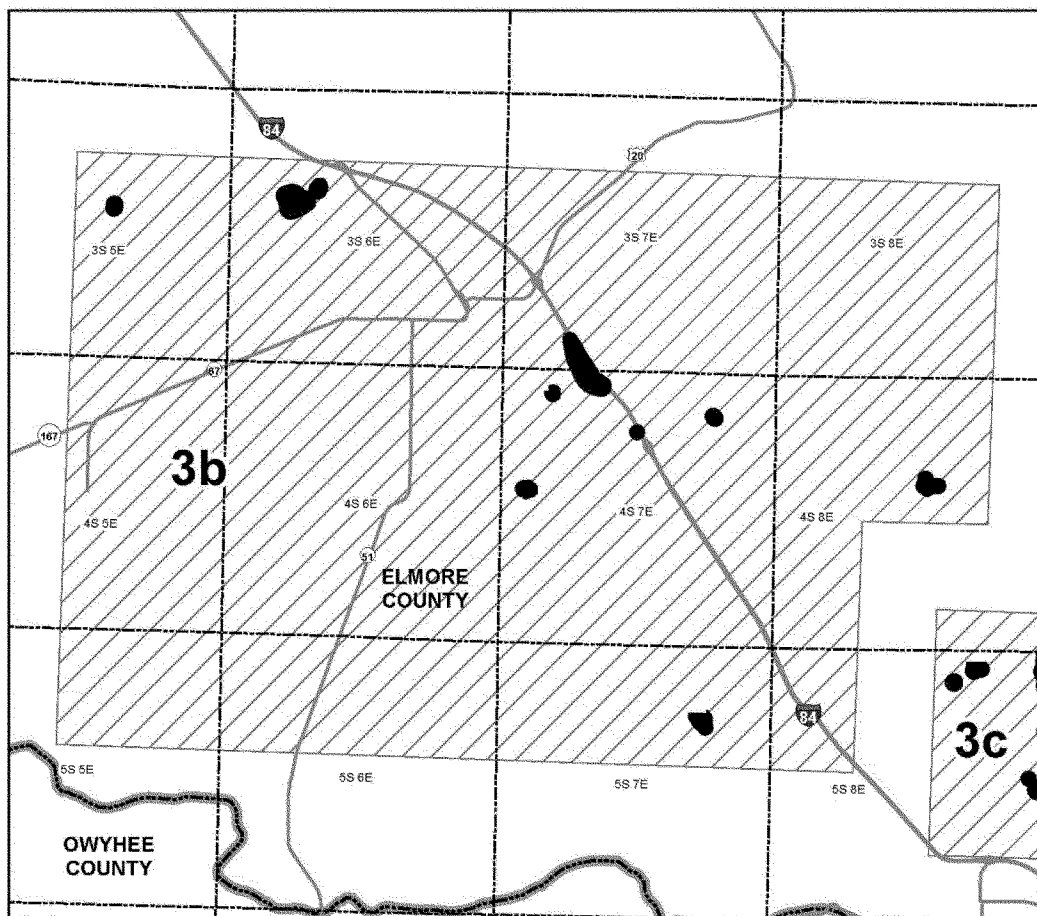 84
20
3S 5E
3S 6E
3S 7E
3S 8E
67
167
3b
4S 5E
4S 6E
4S 7E
4S 8E
51
ELMORE
COUNTY
84
3c
5S 5E
5S 6E
5S 7E
5S 8E
OWYHEE
COUNTY